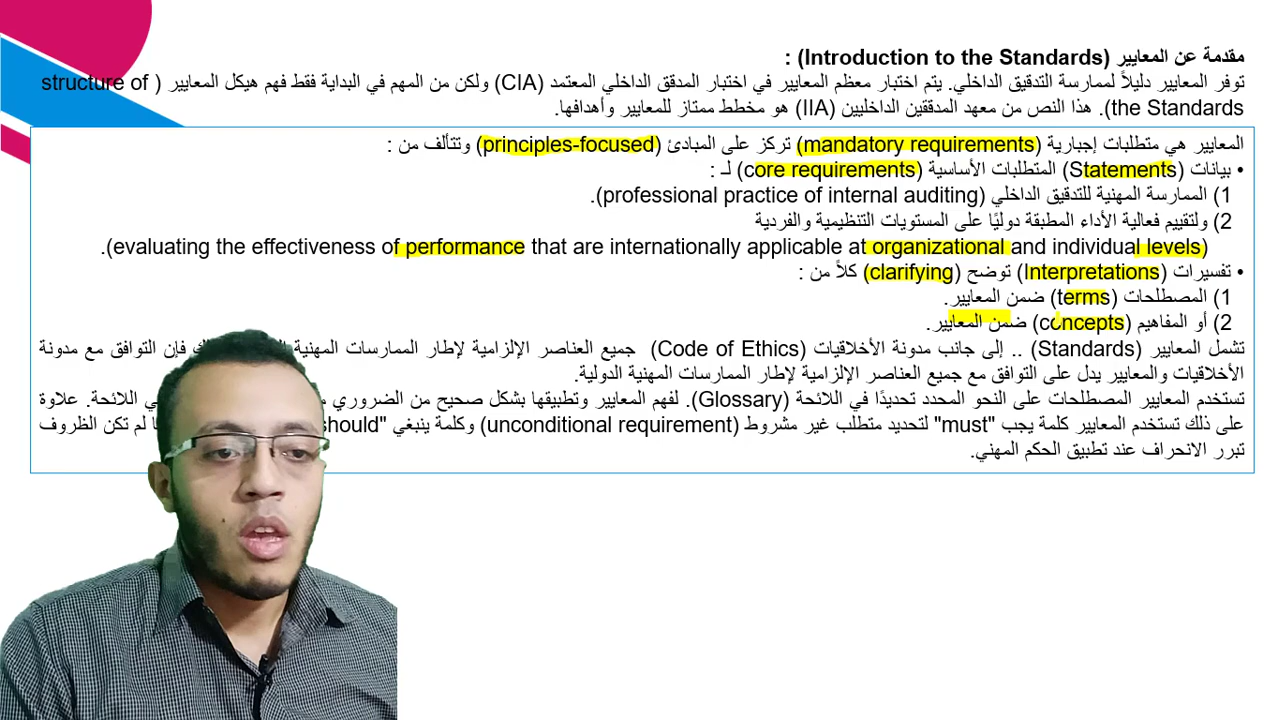 مقدمة عن المعايير (Introduction to the Standards) :
توفر المعايير دليلاً لممارسة التدقيق الداخلي. يتم اختبار معظم المعايير في اختبار المدقق الداخلي المعتمد (CIA) ولكن من المهم في البداية فقط فهم هيكل المعايير ( structure of
the Standards). هذا النص من معهد المدققين الداخليين (IIA) هو مخطط ممتاز للمعايير وأهدافها.
المعايير هي متطلبات إجبارية (mandatory requirements) تركز على المبادئ (principles-focused) وتتألف من :
• بيانات (Statements) المتطلبات الأساسية (core requirements) لـ :
1) الممارسة المهنية للتدقيق الداخلي (professional practice of internal auditing).
2) ولتقييم فعالية الأداء المطبقة دوليًا على المستويات التنظيمية والفردية
(evaluating the effectiveness of performance that are internationally applicable at organizational and individual levels).
• تفسيرات (Interpretations) توضح (clarifying) كلاً من :
1) المصطلحات (terms) ضمن المعايير.
2) أو المفاهيم (concepts) ضمن المعايير.
تشمل المعايير (Standards) .. إلى جانب مدونة الأخلاقيات (Code of Ethics) جميع العناصر الإلزامية لإطار الممارسات المهنية فإن التوافق مع مدونة
الأخلاقيات والمعايير يدل على التوافق مع جميع العناصر الإلزامية لإطار الممارسات المهنية الدولية.
تستخدم المعايير المصطلحات على النحو المحدد تحديدًا في اللائحة (Glossary). لفهم المعايير وتطبيقها بشكل صحيح من الضروري اللائحة. علاوة
على ذلك تستخدم المعايير كلمة يجب "must" لتحديد متطلب غير مشروط (unconditional requirement) وكلمة ينبغي "should" لم تكن الظروف
تبرر الانحراف عند تطبيق الحكم المهني.